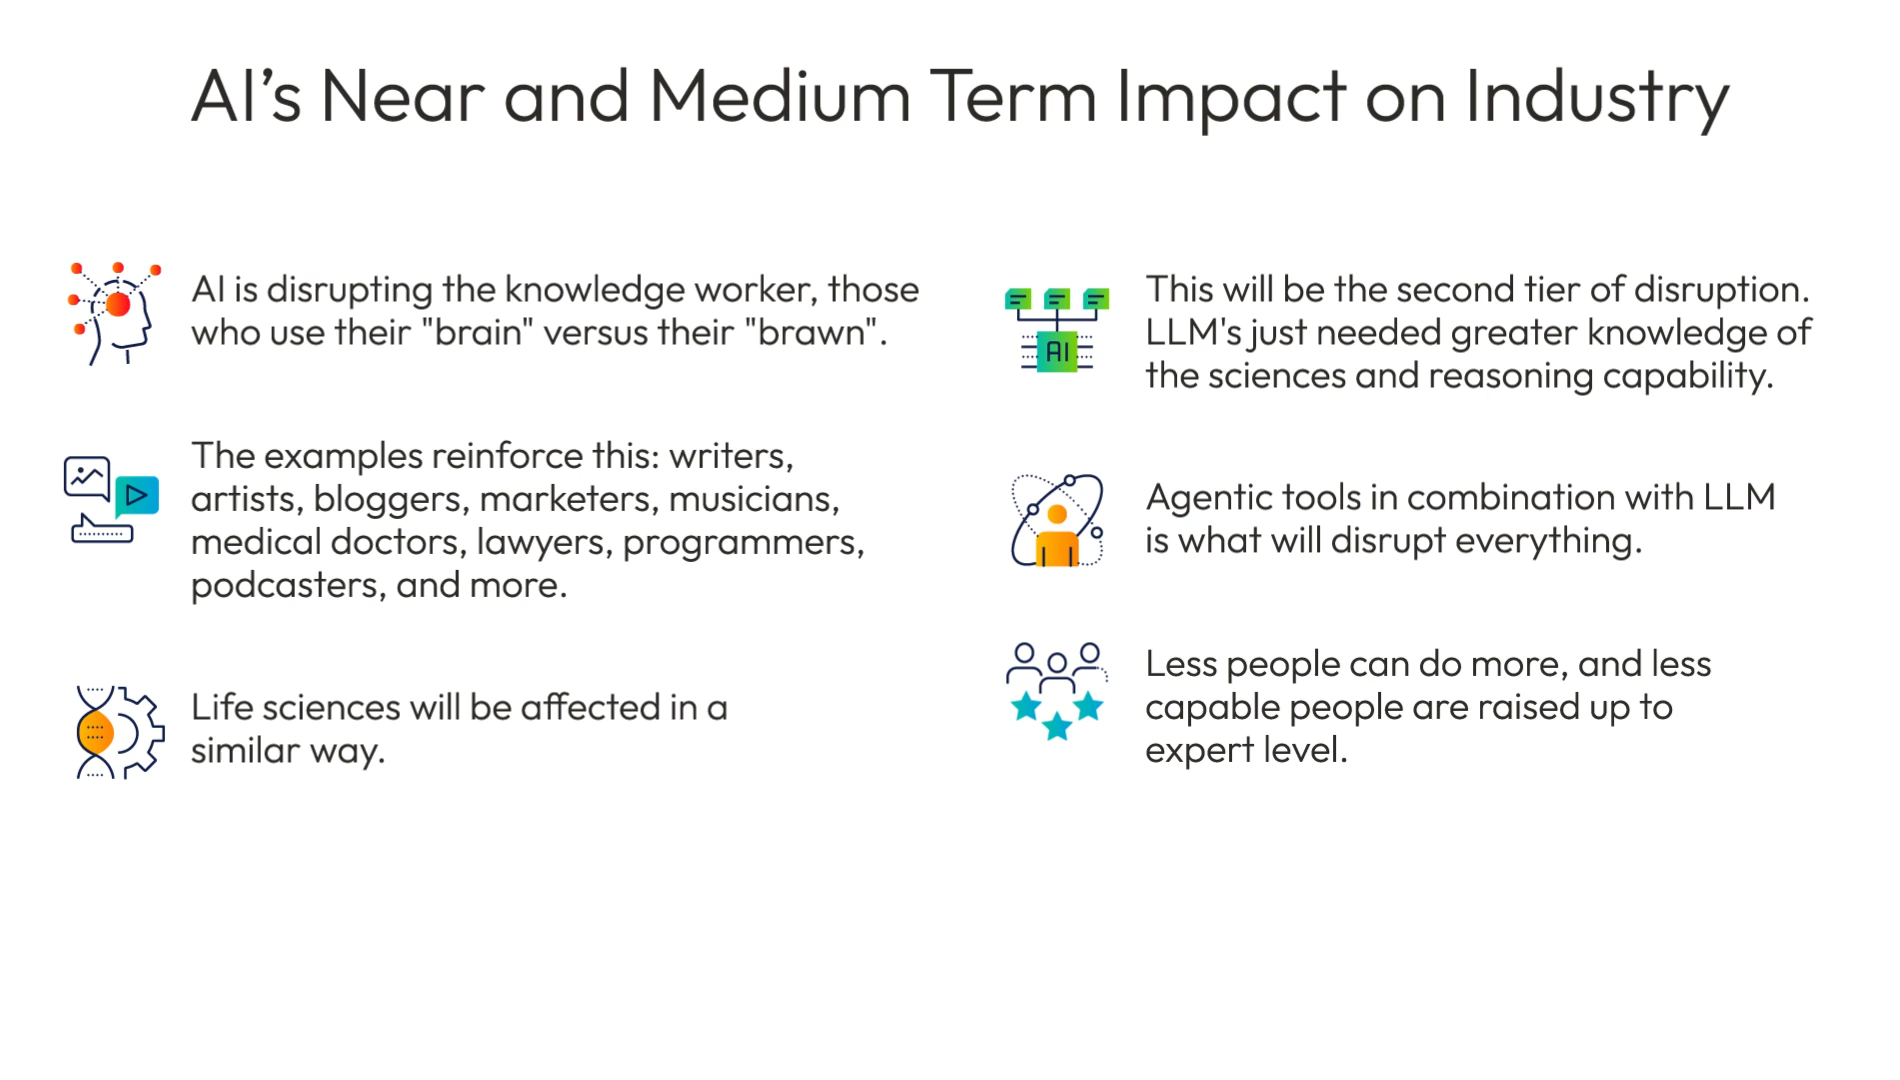 AI’s Near and Medium Term Impact on Industry
AI is disrupting the knowledge worker, those
who use their "brain" versus their "brawn".
The examples reinforce this: writers,
artists, bloggers, marketers, musicians,
medical doctors, lawyers, programmers,
podcasters, and more.
Life sciences will be affected in a
similar way.
This will be the second tier of disruption.
LLM's just needed greater knowledge of
the sciences and reasoning capability.
AI
Agentic tools in combination with LLM
is what will disrupt everything.
Less people can do more, and less
capable people are raised up to
expert level.